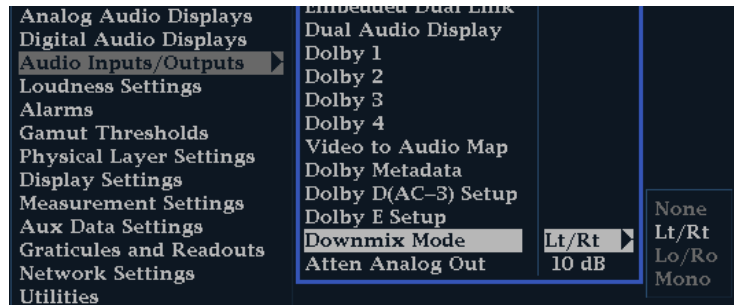 Analog Audio Displays
Digital Audio Displays
Audio Inputs/Outputs
Loudness Settings
Alarms
Gamut Thresholds
Physical Layer Settings
Display Settings
Measurement Settings
Aux Data Settings
Graticules and Readouts
Network Settings
Utilities
Embedded Dual Link
Dual Audio Display
Dolby 1
Dolby 2
Dolby 3
Dolby 4
Video to Audio Map
Dolby Metadata
Dolby D(AC–3) Setup
Dolby E Setup
Downmix Mode Lt/Rt
Atten Analog Out 10 dB
None
Lt/Rt
Lo/Ro
Mono